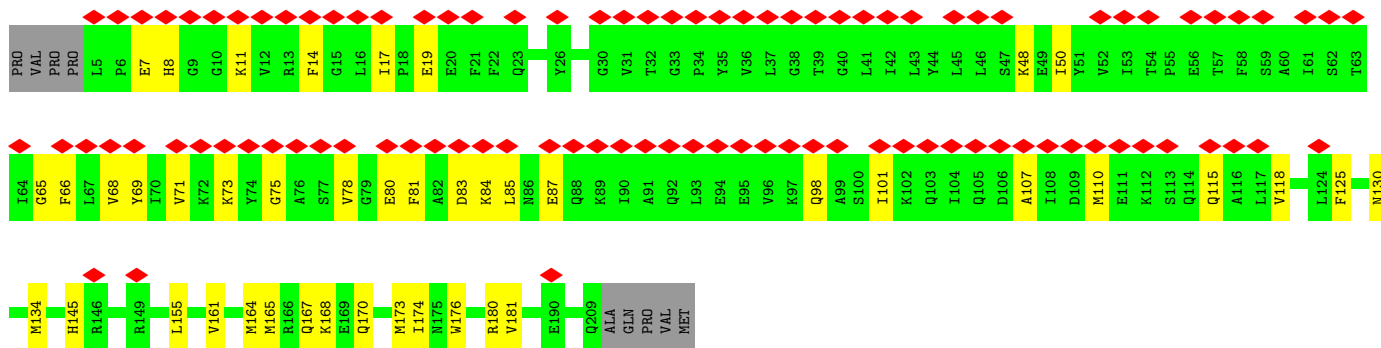 PRO VAL PRO PRO L5 P6 E7 H8 G9 G10 K11 V12 R13 F14 G15 L16 I17 P18 E19 E20 F21 F22 Q23 Y26 G30 V31 T32 G33 P34 Y35 V36 L37 G38 T39 G40 L41 I42 L43 Y44 L45 L46 S47 K48 E49 I50 Y51 V52 I53 T54 P55 E56 T57 F58 S59 A60 I61 S62 T63
I64 G65 F66 L67 V68 Y69 I70 V71 K72 K73 Y74 G75 A76 S77 V78 G79 E80 F81 A82 D83 K84 L85 N86 E87 Q88 K89 I90 A91 Q92 L93 E94 E95 V96 K97 Q98 A99 S100 I101 K102 Q103 I104 Q105 D106 A107 I108 D109 M110 E111 K112 S113 Q114 Q115 A116 L117 V118 L124 F125 N130
M134 H145 R146 R149 L155 V161 M164 M165 R166 Q167 K168 E169 Q170 M173 I174 N175 W176 R180 V181 E190 Q209 ALA GLN PRO VAL MET